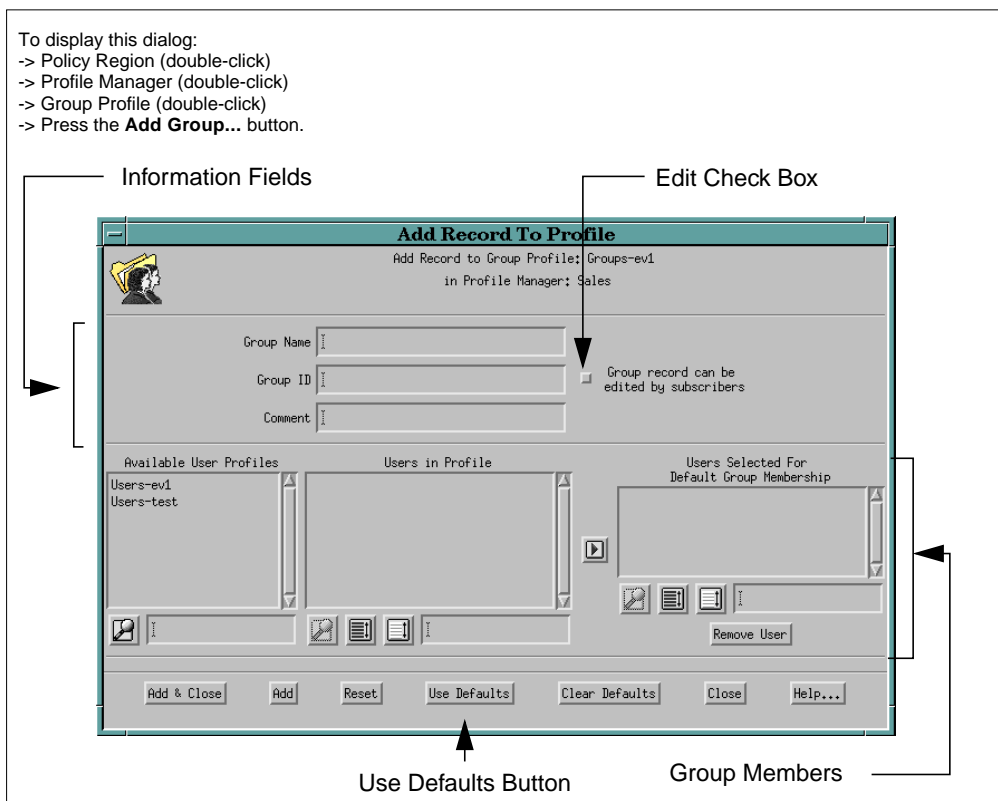 To display this dialog:
-> Policy Region (double-click)
-> Profile Manager (double-click)
-> Group Profile (double-click)
-> Press the Add Group... button.
Information Fields
Edit Check Box
Add Record To Profile
Add Record to Group Profile: Groups-ev1
in Profile Manager: Sales
Group Name
Group ID
Group record can be
edited by subscribers
Comment
Available User Profiles
Users in Profile
Users Selected For
Default Group Membership
Users-ev1
Users-test
Remove User
Add & Close
Add
Reset
Use Defaults
Clear Defaults
Close
Help...
Use Defaults Button
Group Members